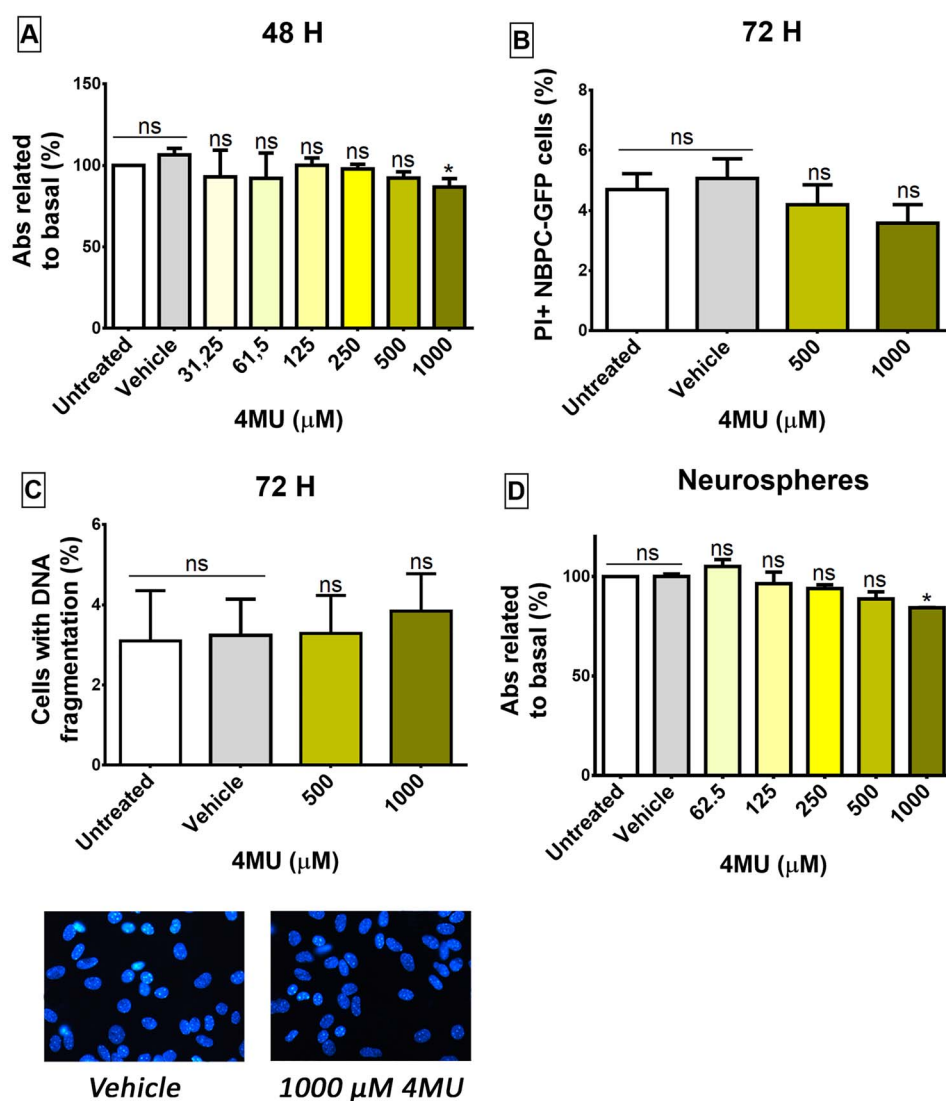 A
48 H
Abs related
to basal (%)
150
100
50
0
ns
ns
ns
ns
ns
ns
*
Untreated
Vehicle
31,25
61,5
125
250
500
1000
4MU (μM)
B
72 H
PI+ NBPC-GFP cells (%)
8
6
4
2
0
ns
ns
ns
Untreated
Vehicle
500
1000
4MU (μM)
C
72 H
Cells with DNA
fragmentation (%)
6
4
2
0
ns
ns
ns
Untreated
Vehicle
500
1000
4MU (μM)
D
Neurospheres
Abs related
to basal (%)
100
50
0
ns
ns
ns
ns
ns
*
Untreated
Vehicle
62.5
125
250
500
1000
4MU (μM)
Vehicle
1000 μM 4MU